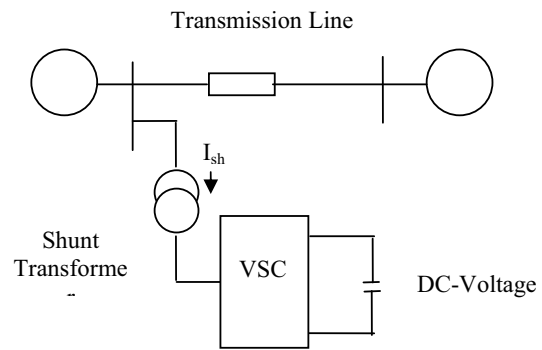 Transmission Line
I_sh
Shunt
Transforme
VSC
DC-Voltage